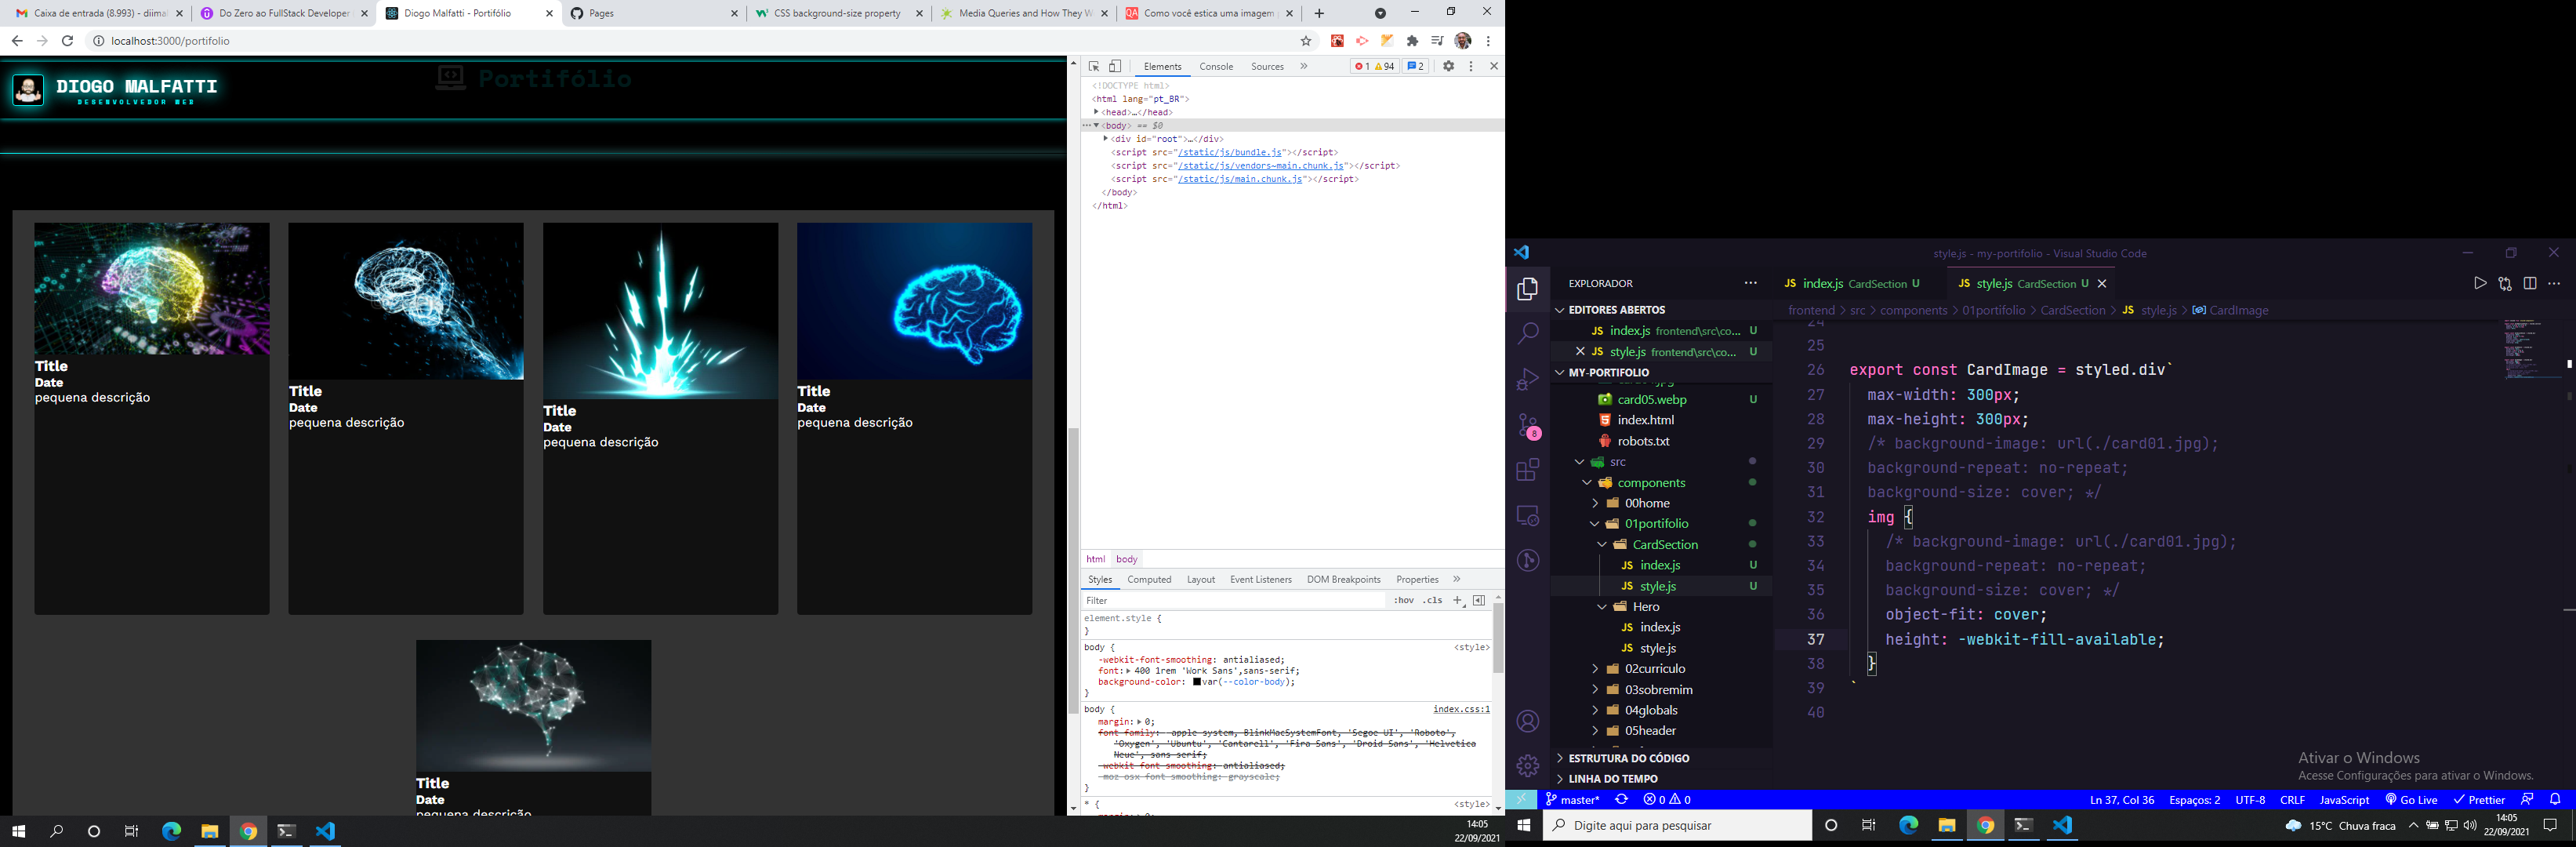 Caixa de entrada (8.993) - diimal
Do Zero ao FullStack Developer
Diogo Malfatti - Portifólio
Pages
CSS background-size property
Media Queries and How They W
Como você estica uma imagem
localhost:3000/portifolio
DIOGO MALFATTI
DESENVOLVEDOR WEB
Portifólio
Title
Date
pequena descrição
Title
Date
pequena descrição
Title
Date
pequena descrição
Title
Date
pequena descrição
Title
Date
pequena descrição
Elements
Console
Sources
1
94
2
<!DOCTYPE html>
<html lang="pt_BR">
<head>…</head>
<body> == $0
<div id="root">…</div>
<script src="/static/js/bundle.js"></script>
<script src="/static/js/vendors~main.chunk.js"></script>
<script src="/static/js/main.chunk.js"></script>
</body>
</html>
html
body
Styles
Computed
Layout
Event Listeners
DOM Breakpoints
Properties
Filter
:hov .cls
element.style {
}
body {
<style>
-webkit-font-smoothing: antialiased;
font: 400 1rem 'Work Sans',sans-serif;
background-color: var(--color-body);
}
body {
index.css:1
margin: 0;
font-family: -apple-system, BlinkMacSystemFont, 'Segoe UI', 'Roboto',
'Oxygen', 'Ubuntu', 'Cantarell', 'Fira Sans', 'Droid Sans', 'Helvetica
Neue', sans-serif;
-webkit-font-smoothing: antialiased;
-moz-osx-font-smoothing: grayscale;
}
* {
<style>
14:05
22/09/2021
style.js - my-portifolio - Visual Studio Code
EXPLORADOR
EDITORES ABERTOS
index.js frontend\src\co... U
style.js frontend\src\co... U
MY-PORTIFOLIO
card05.webp U
index.html
robots.txt
src
components
00home
01portifolio
CardSection
index.js U
style.js U
Hero
index.js
style.js
02curriculo
03sobremim
04globals
05header
ESTRUTURA DO CÓDIGO
LINHA DO TEMPO
8
index.js CardSection U
style.js CardSection U
frontend > src > components > 01portifolio > CardSection > style.js > CardImage
24
25
26 export const CardImage = styled.div`
27 max-width: 300px;
28 max-height: 300px;
29 /* background-image: url(./card01.jpg);
30 background-repeat: no-repeat;
31 background-size: cover; */
32 img {
33 /* background-image: url(./card01.jpg);
34 background-repeat: no-repeat;
35 background-size: cover; */
36 object-fit: cover;
37 height: -webkit-fill-available;
38 }
39 `
40
Ativar o Windows
Acesse Configurações para ativar o Windows.
master*
0 0
Ln 37, Col 36
Espaços: 2
UTF-8
CRLF
JavaScript
Go Live
Prettier
Digite aqui para pesquisar
15°C Chuva fraca
14:05
22/09/2021